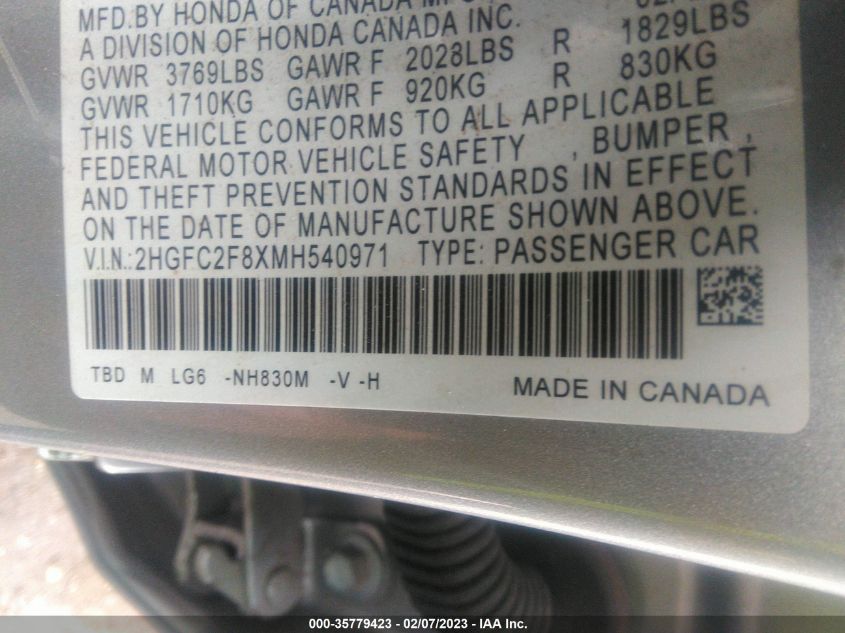 MFD.BY HONDA OF CANADA
A DIVISION OF HONDA CANADA INC.
GVWR 3769LBS GAWR F 2028LBS R 1829LBS
GVWR 1710KG GAWR F 920KG R 830KG
THIS VEHICLE CONFORMS TO ALL APPLICABLE
FEDERAL MOTOR VEHICLE SAFETY , BUMPER ,
AND THEFT PREVENTION STANDARDS IN EFFECT
ON THE DATE OF MANUFACTURE SHOWN ABOVE.
V.I.N.:2HGFC2F8XMH540971 TYPE: PASSENGER CAR
TBD M LG6 -NH830M -V -H MADE IN CANADA
000-35779423 - 02/07/2023 - IAA Inc.